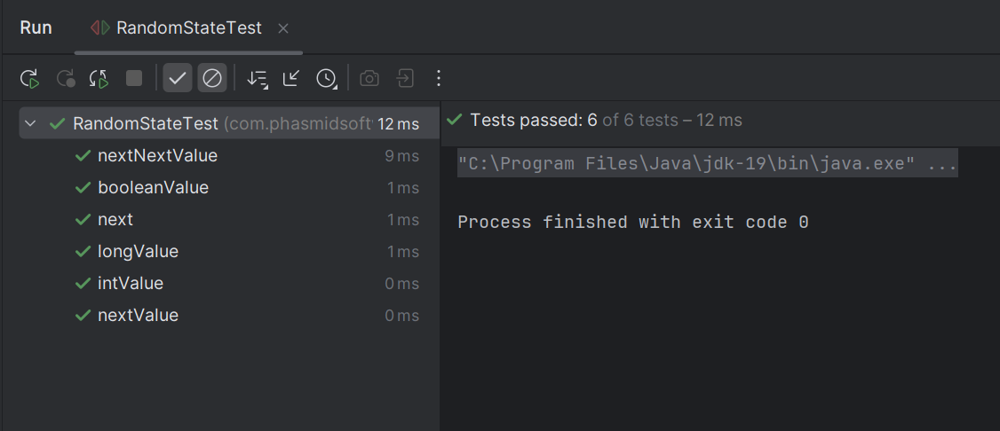 Run RandomStateTest
RandomStateTest (com.phasmidsoft 12 ms
nextNextValue 9 ms
booleanValue 1 ms
next 1 ms
longValue 1 ms
intValue 0 ms
nextValue 0 ms
Tests passed: 6 of 6 tests – 12 ms
"C:\Program Files\Java\jdk-19\bin\java.exe" ...
Process finished with exit code 0